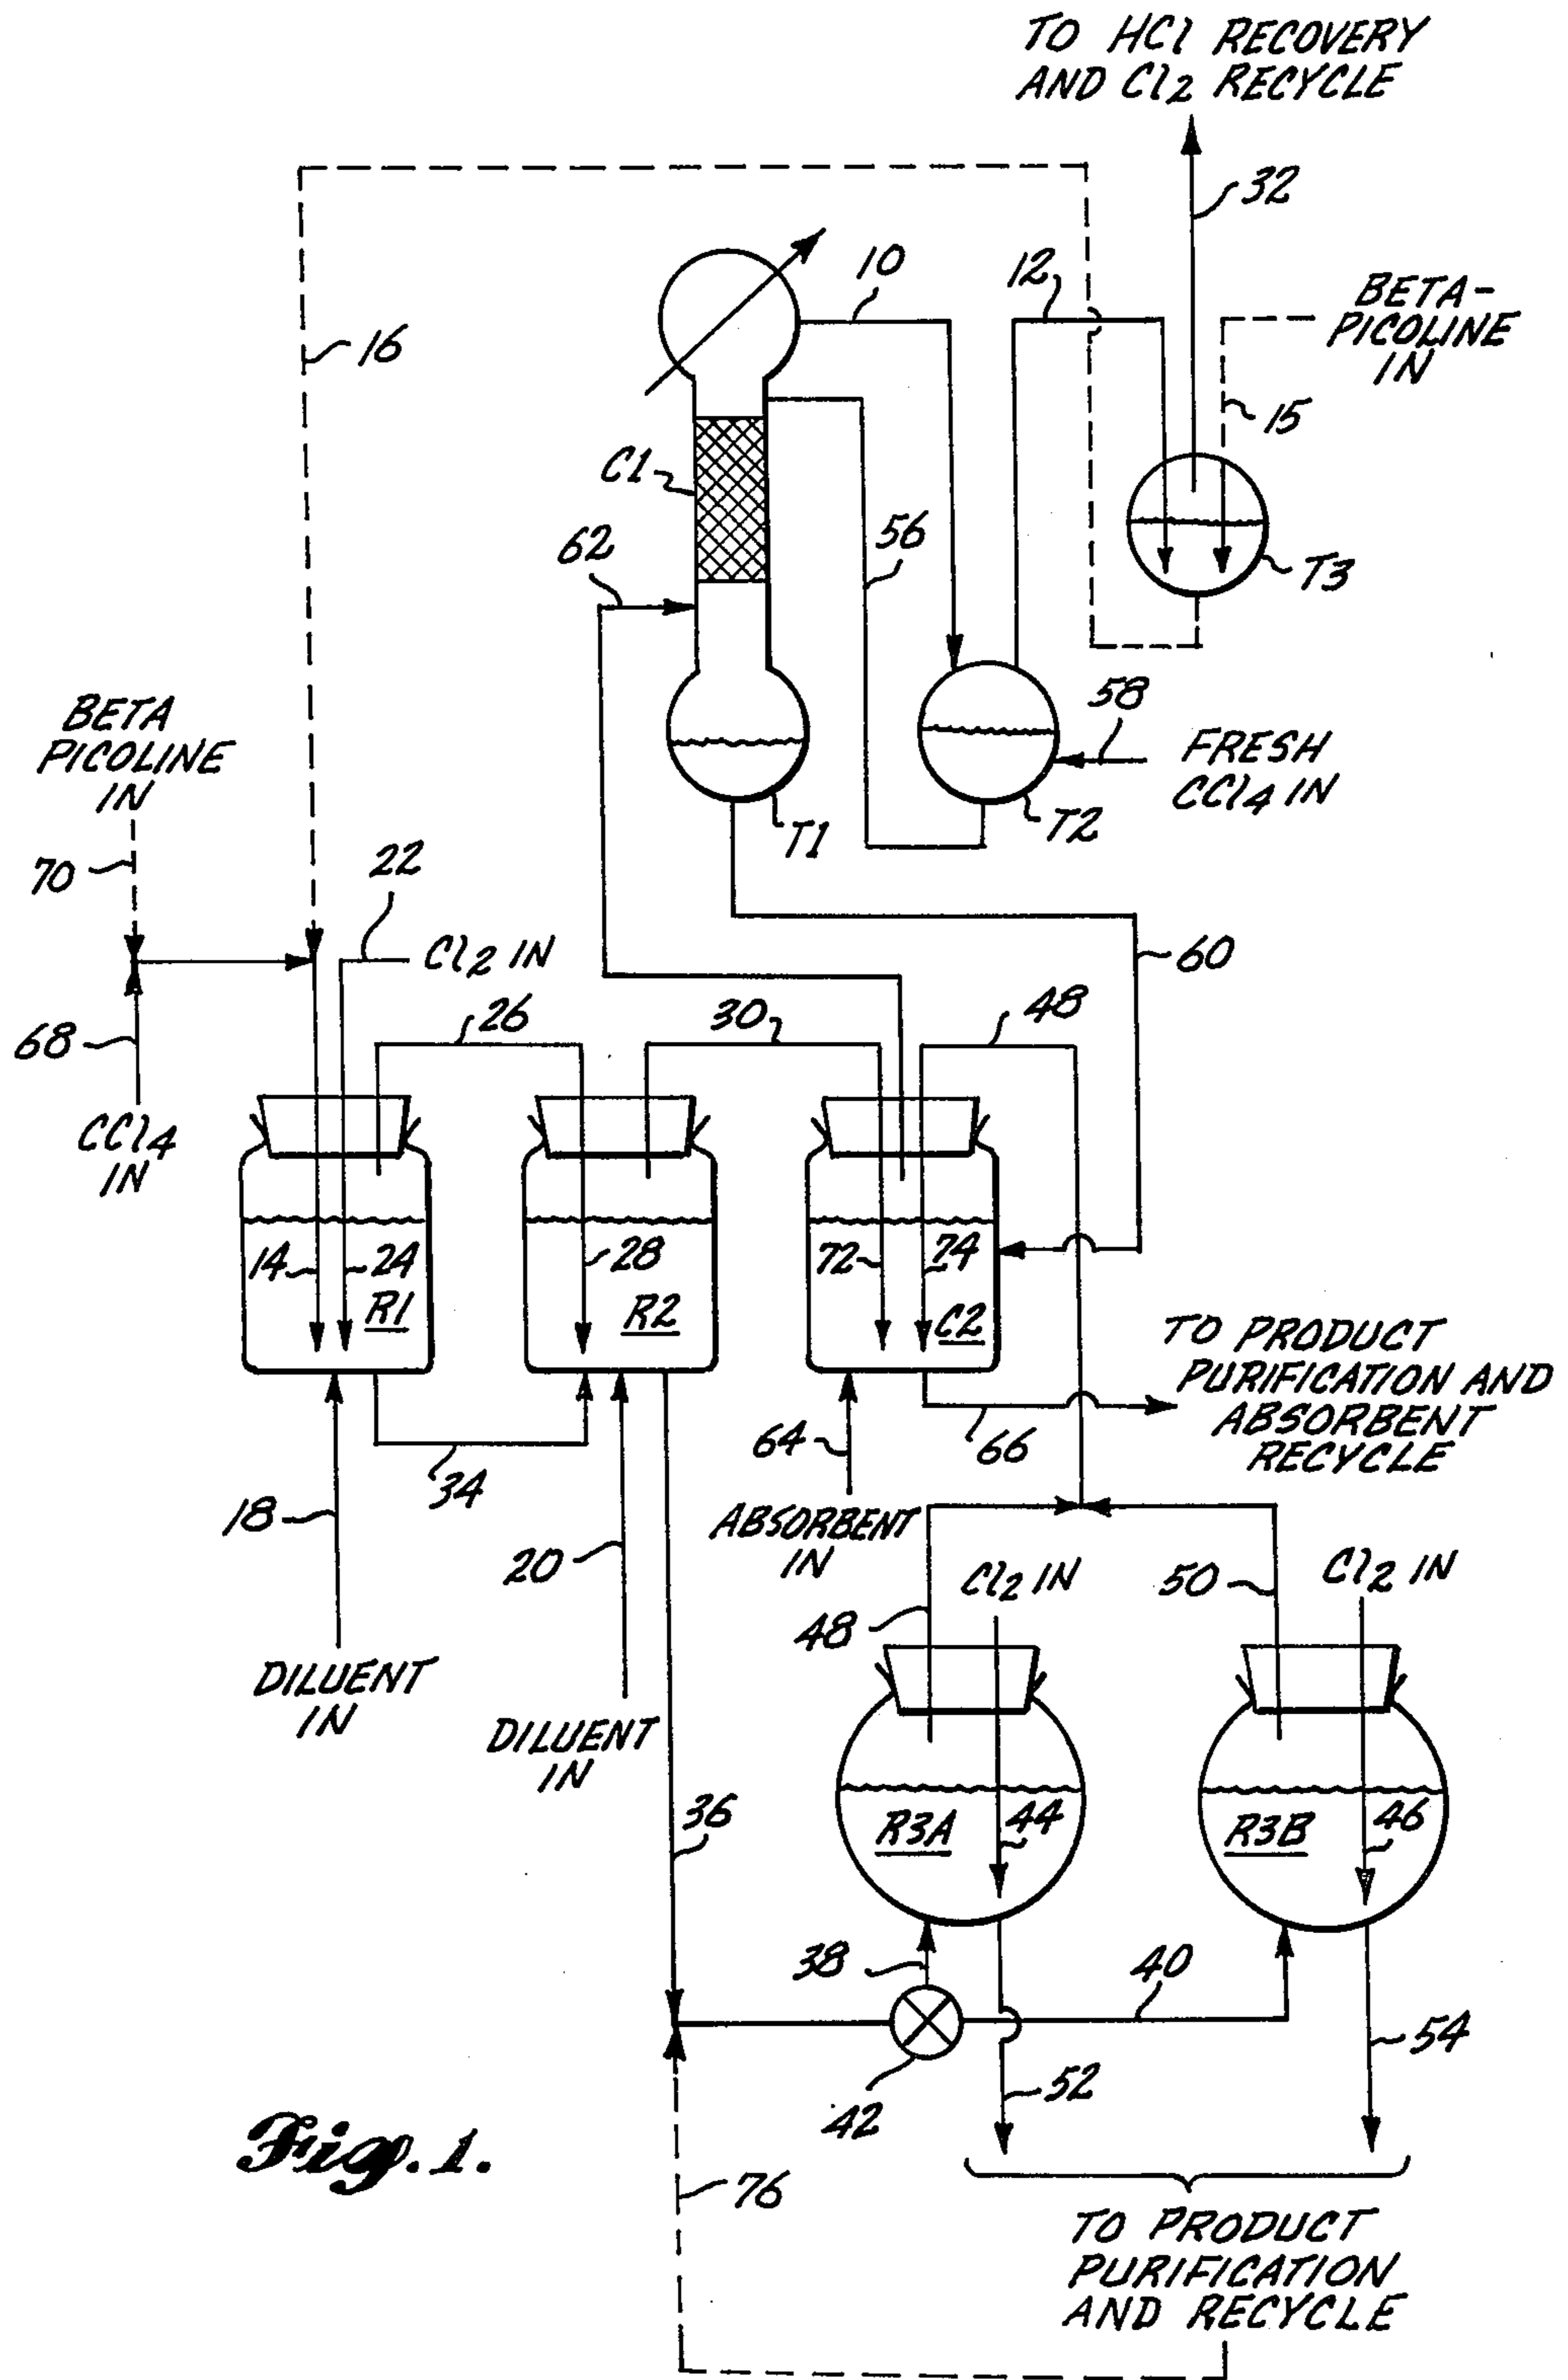 TO HCl RECOVERY
AND Cl2 RECYCLE
32
10
12
BETA-
PICOLINE
IN
16
15
C1
56
62
T3
58
BETA
PICOLINE
IN
FRESH
CCl4 IN
T1
T2
70
22
Cl2 IN
60
68
26
30
48
CCl4
IN
14
24
R1
28
R2
72
74
C2
TO PRODUCT
PURIFICATION AND
ABSORBENT
RECYCLE
34
64
66
18
ABSORBENT
IN
20
Cl2 IN
50
Cl2 IN
48
DILUENT
IN
DILUENT
IN
36
R3A
44
R3B
46
38
40
54
42
52
Fig. 1.
76
TO PRODUCT
PURIFICATION
AND RECYCLE